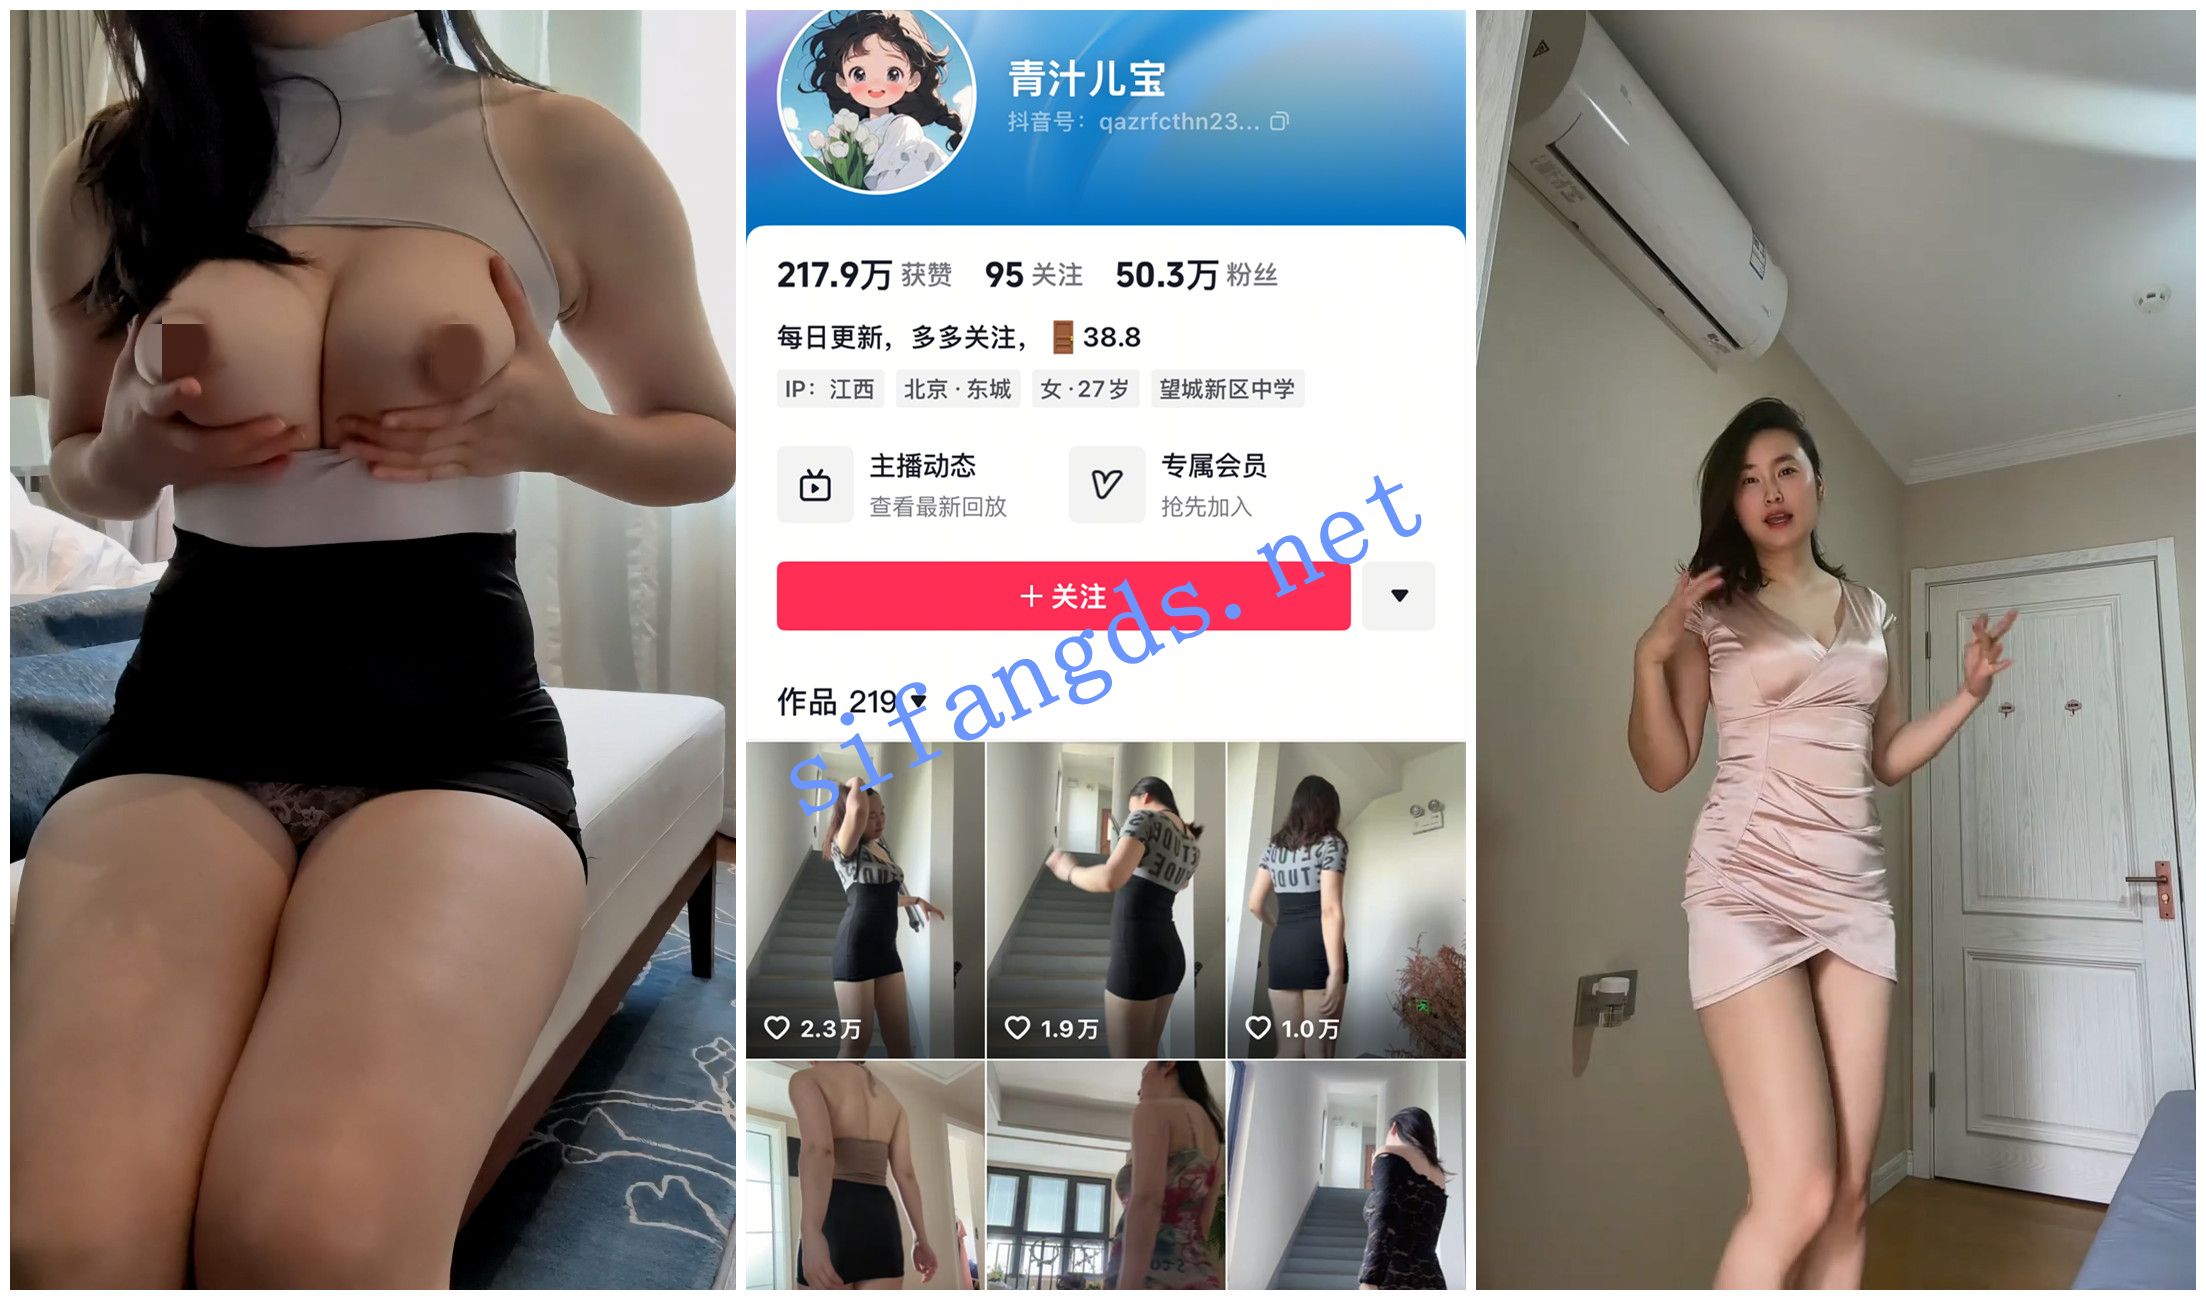 青汁儿宝
抖音号：qazrfcthn23...
217.9万 获赞 95 关注 50.3万 粉丝
每日更新，多多关注，🚪38.8
IP：江西 北京·东城 女·27岁 望城新区中学
主播动态 专属会员
查看最新回放 抢先加入
＋关注
作品 219
sifangds.net
2.3万 1.9万 1.0万